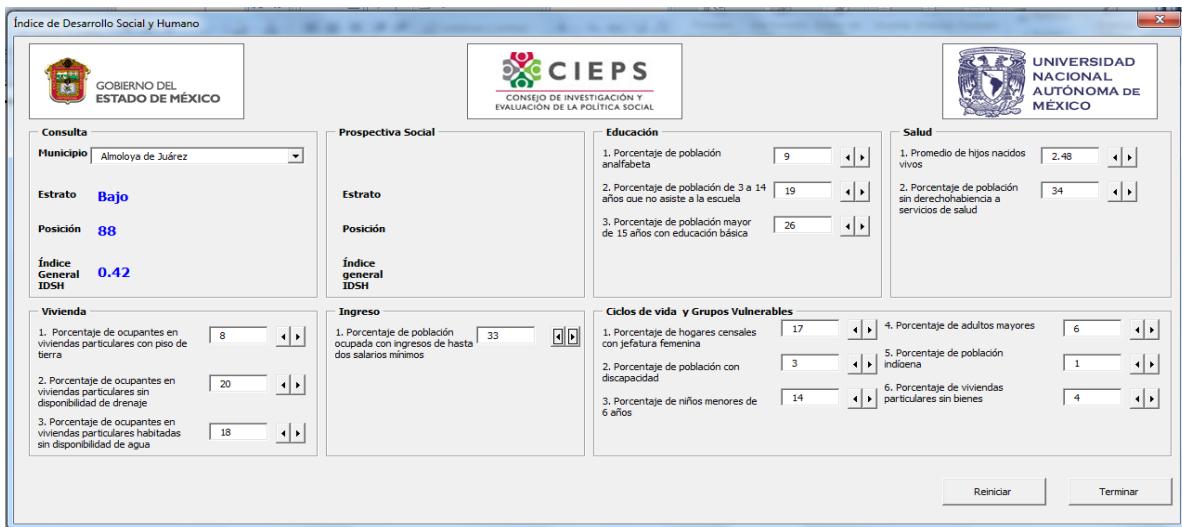 Índice de Desarrollo Social y Humano
GOBIERNO DEL
ESTADO DE MÉXICO
CIEPS
CONSEJO DE INVESTIGACIÓN Y
EVALUACIÓN DE LA POLÍTICA SOCIAL
UNIVERSIDAD
NACIONAL
AUTÓNOMA DE
MÉXICO
Consulta
Municipio Almoloya de Juárez
Estrato Bajo
Posición 88
Índice
General 0.42
IDSH
Prospectiva Social
Estrato
Posición
Índice
general
IDSH
Educación
1. Porcentaje de población
analfabeta
9
2. Porcentaje de población de 3 a 14
años que no asiste a la escuela
19
3. Porcentaje de población mayor
de 15 años con educación básica
26
Salud
1. Promedio de hijos nacidos
vivos
2.48
2. Porcentaje de población
sin derechohabiencia a
servicios de salud
34
Vivienda
1. Porcentaje de ocupantes en
viviendas particulares con piso de
tierra
8
2. Porcentaje de ocupantes en
viviendas particulares sin
disponibilidad de drenaje
20
3. Porcentaje de ocupantes en
viviendas particulares habitadas
sin disponibilidad de agua
18
Ingreso
1. Porcentaje de población
ocupada con ingresos de hasta
dos salarios mínimos
33
Ciclos de vida y Grupos Vulnerables
1. Porcentaje de hogares censales
con jefatura femenina
17
2. Porcentaje de población con
discapacidad
3
3. Porcentaje de niños menores de
6 años
14
4. Porcentaje de adultos mayores
6
5. Porcentaje de población
indígena
1
6. Porcentaje de viviendas
particulares sin bienes
4
Reiniciar
Terminar